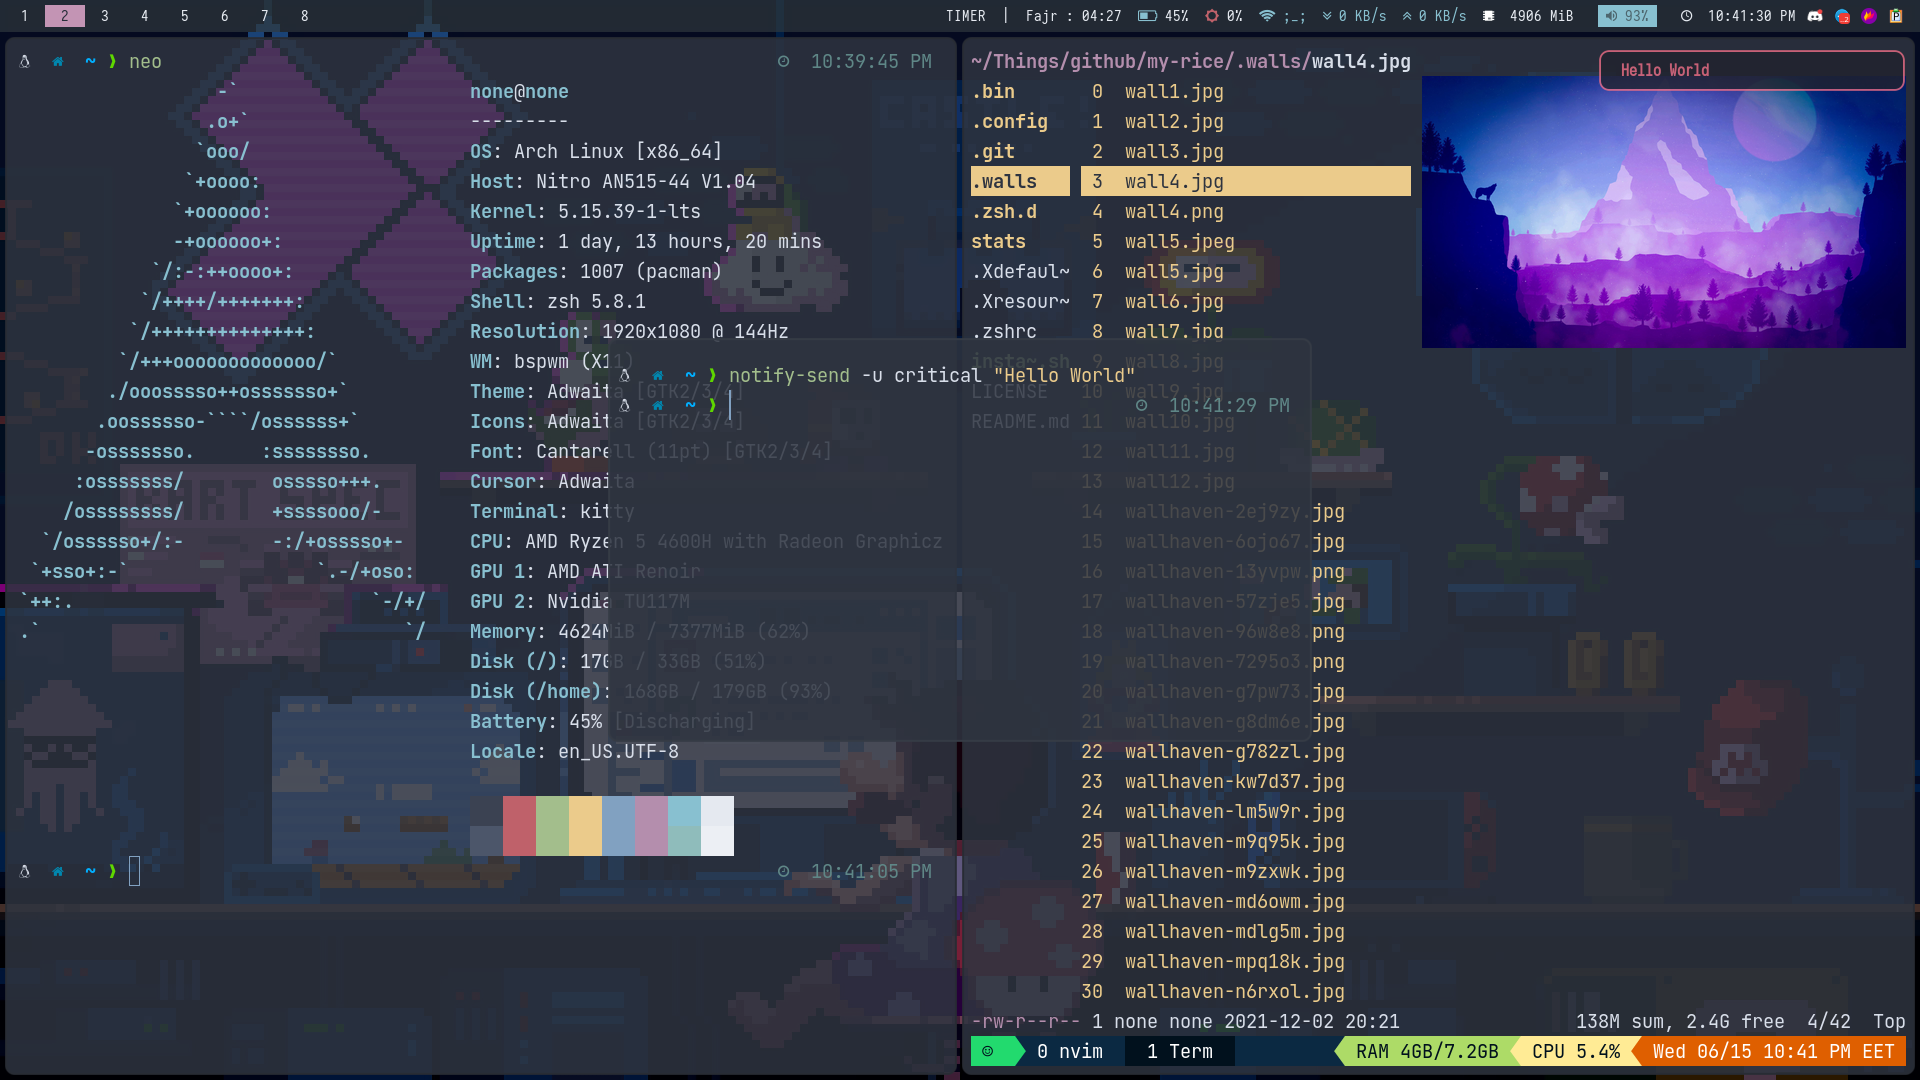 1 2 3 4 5 6 7 8
TIMER | Fajr : 04:27 45% 0% ;_; 0 KB/s 0 KB/s 4906 MiB 93% 10:41:30 PM
~ ❯ neo 10:39:45 PM
-`
.o+`
`ooo/
`+oooo:
`+oooooo:
-+oooooo+:
`/:-:++oooo+:
`/++++/+++++++:
`/++++++++++++++:
`/+++ooooooooooooo/`
./ooosssso++osssssso+`
.oossssso-````/ossssss+`
-osssssso. :ssssssso.
:osssssss/ osssso+++.
/ossssssss/ +ssssooo/-
`/ossssso+/:- -:/+osssso+-
`+sso+:-` `.-/+oso:
`++:. `-/+/
.` `/
none@none
---------
OS: Arch Linux [x86_64]
Host: Nitro AN515-44 V1.04
Kernel: 5.15.39-1-lts
Uptime: 1 day, 13 hours, 20 mins
Packages: 1007 (pacman)
Shell: zsh 5.8.1
Resolution: 1920x1080 @ 144Hz
WM: bspwm (X11)
Theme: Adwaita [GTK2/3/4]
Icons: Adwaita [GTK2/3/4]
Font: Cantarell (11pt) [GTK2/3/4]
Cursor: Adwaita
Terminal: kitty
CPU: AMD Ryzen 5 4600H with Radeon Graphicz
GPU 1: AMD ATI Renoir
GPU 2: Nvidia TU117M
Memory: 4624MiB / 7377MiB (62%)
Disk (/): 17GB / 33GB (51%)
Disk (/home): 168GB / 179GB (93%)
Battery: 45% [Discharging]
Locale: en_US.UTF-8
~ ❯ 10:41:05 PM
~ ❯ notify-send -u critical "Hello World"
~ ❯ 10:41:29 PM
~/Things/github/my-rice/.walls/wall4.jpg
Hello World
.bin
.config
.git
.walls
.zsh.d
stats
.Xdefaul~
.Xresour~
.zshrc
insta~.sh
LICENSE
README.md
0 wall1.jpg
1 wall2.jpg
2 wall3.jpg
3 wall4.jpg
4 wall4.png
5 wall5.jpeg
6 wall5.jpg
7 wall6.jpg
8 wall7.jpg
9 wall8.jpg
10 wall9.jpg
11 wall10.jpg
12 wall11.jpg
13 wall12.jpg
14 wallhaven-2ej9zy.jpg
15 wallhaven-6ojo67.jpg
16 wallhaven-13yvpw.png
17 wallhaven-57zje5.jpg
18 wallhaven-96w8e8.png
19 wallhaven-7295o3.png
20 wallhaven-g7pw73.jpg
21 wallhaven-g8dm6e.jpg
22 wallhaven-g782zl.jpg
23 wallhaven-kw7d37.jpg
24 wallhaven-lm5w9r.jpg
25 wallhaven-m9q95k.jpg
26 wallhaven-m9zxwk.jpg
27 wallhaven-md6owm.jpg
28 wallhaven-mdlg5m.jpg
29 wallhaven-mpq18k.jpg
30 wallhaven-n6rxol.jpg
-rw-r--r-- 1 none none 2021-12-02 20:21 138M sum, 2.4G free 4/42 Top
0 nvim 1 Term RAM 4GB/7.2GB CPU 5.4% Wed 06/15 10:41 PM EET